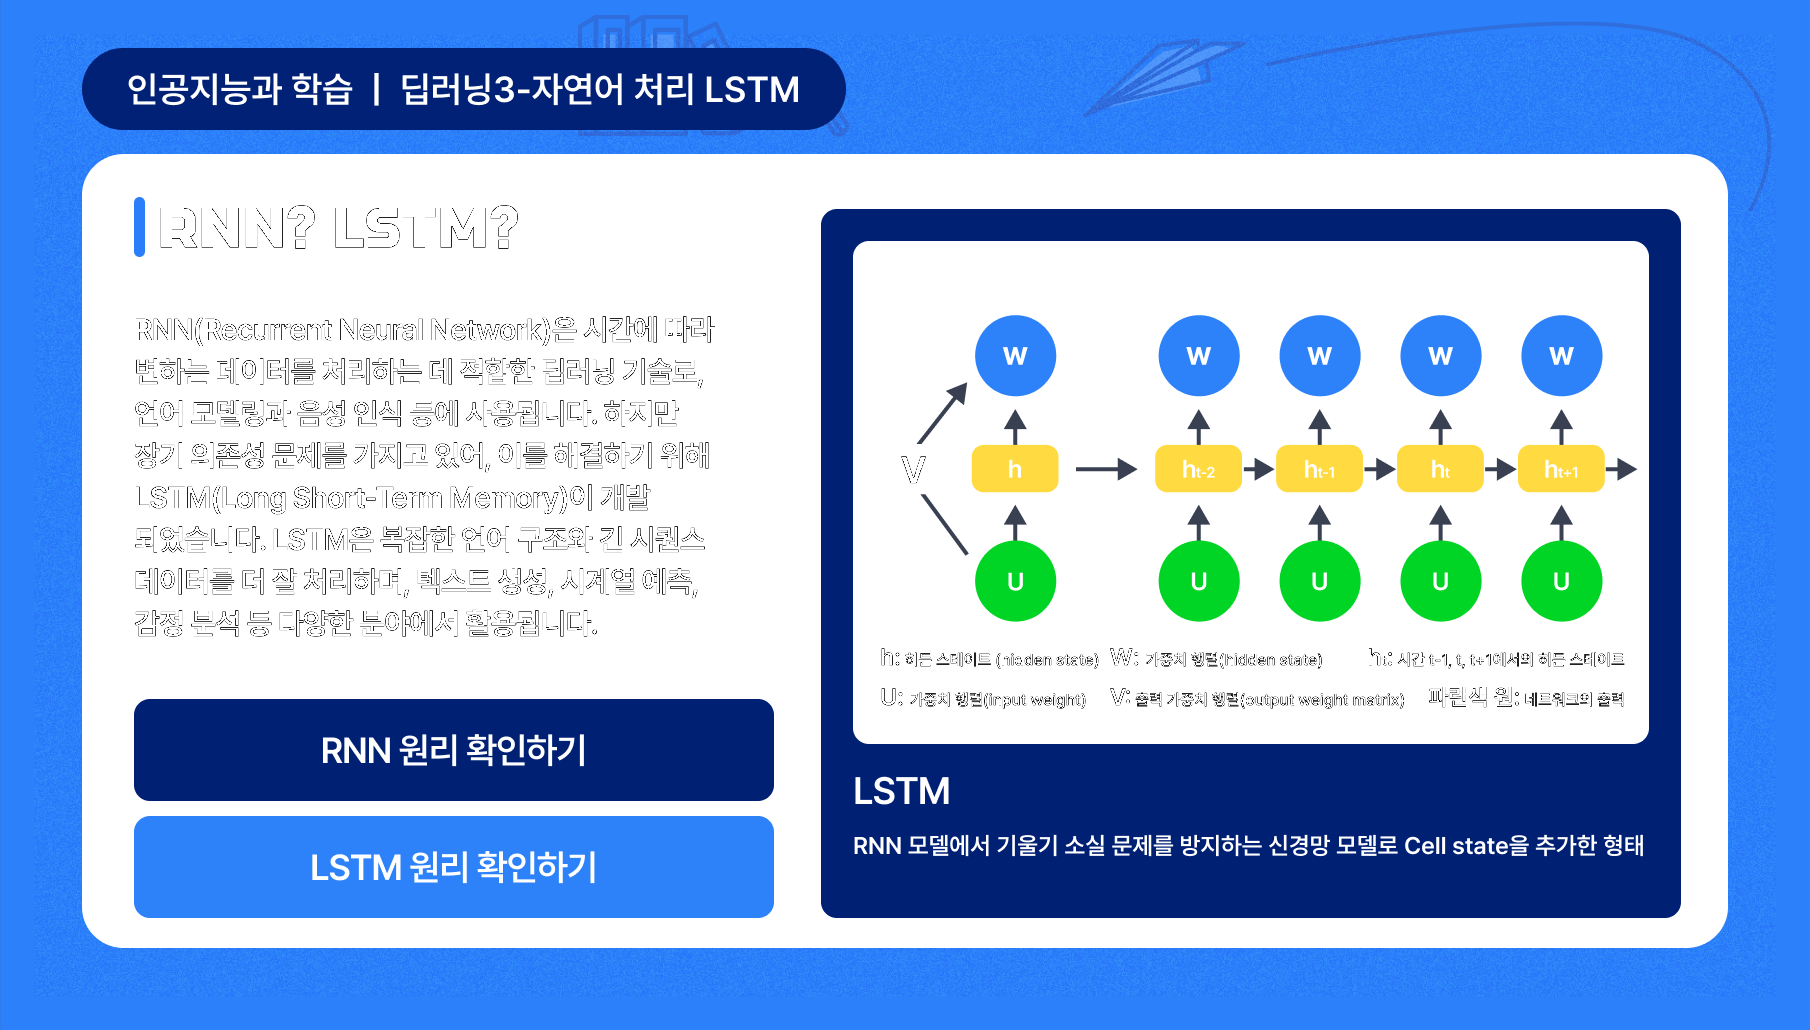 인공지능과 학습 | 딥러닝3-자연어 처리 LSTM
RNN? LSTM?
RNN(Recurrent Neural Network)은 시간에 따라
변하는 데이터를 처리하는 데 적합한 딥러닝 기술로,
언어 모델링과 음성 인식 등에 사용됩니다. 하지만
장기 의존성 문제를 가지고 있어, 이를 해결하기 위해
LSTM(Long Short-Term Memory)이 개발
되었습니다. LSTM은 복잡한 언어 구조와 긴 시퀀스
데이터를 더 잘 처리하며, 텍스트 생성, 시계열 예측,
감정 분석 등 다양한 분야에서 활용됩니다.
RNN 원리 확인하기
LSTM 원리 확인하기
W W W W W
V h ht-2 ht-1 ht ht+1
U U U U U
h: 히든 스테이트 (hidden state) W: 가중치 행렬(hidden state) ht: 시간 t-1, t, t+1에서의 히든 스테이트
U: 가중치 행렬(input weight) V: 출력 가중치 행렬(output weight matrix) 파란색 원: 네트워크의 출력
LSTM
RNN 모델에서 기울기 소실 문제를 방지하는 신경망 모델로 Cell state을 추가한 형태